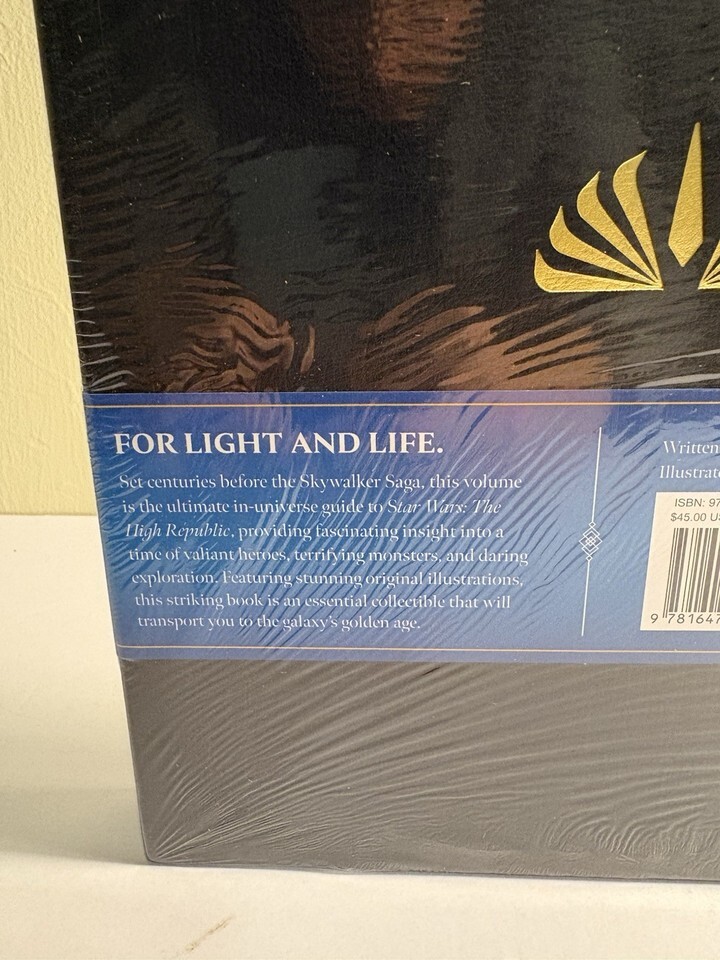 FOR LIGHT AND LIFE.
Set centuries before the Skywalker Saga, this volume
is the ultimate in-universe guide to Star Wars: The
High Republic, providing fascinating insight into a
time of valiant heroes, terrifying monsters, and daring
exploration. Featuring stunning original illustrations,
this striking book is an essential collectible that will
transport you to the galaxy's golden age.
Written
Illustrate
ISBN: 97
$45.00 U
9 781647